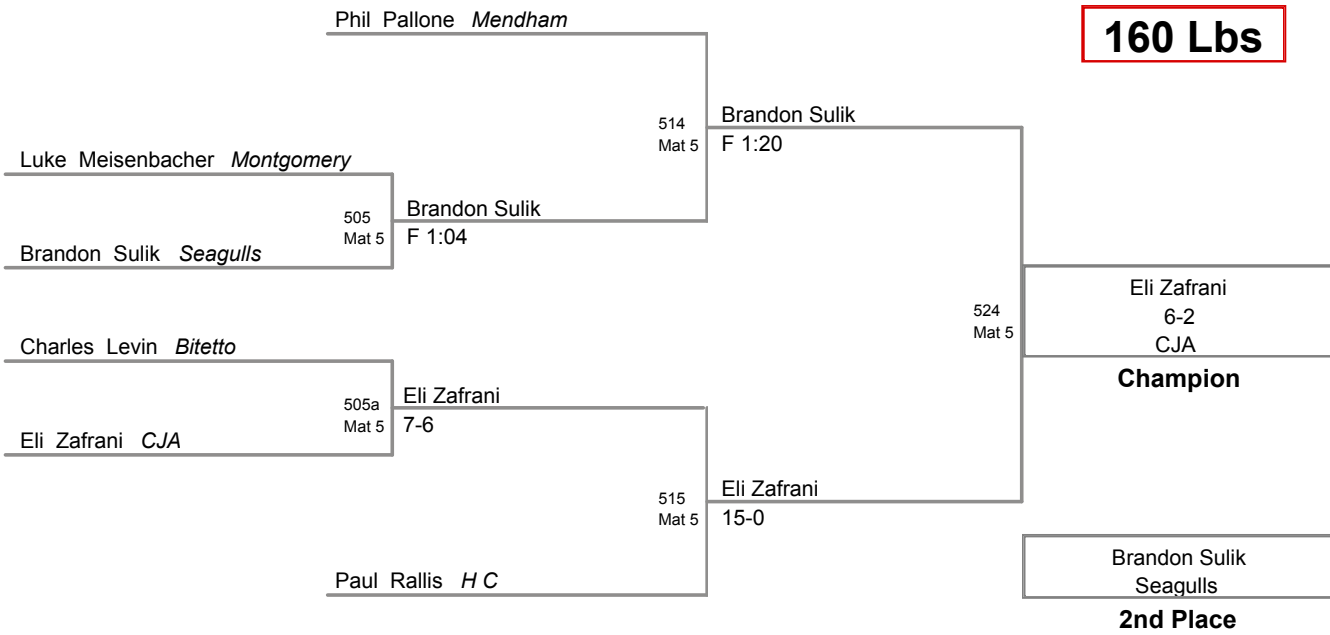 Phil Pallone Mendham
160 Lbs
514
Mat 5
Brandon Sulik
F 1:20
Luke Meisenbacher Montgomery
505
Mat 5
Brandon Sulik
F 1:04
Brandon Sulik Seagulls
524
Mat 5
Eli Zafrani
6-2
CJA
Champion
Charles Levin Bitetto
505a
Mat 5
Eli Zafrani
7-6
Eli Zafrani CJA
515
Mat 5
Eli Zafrani
15-0
Paul Rallis H C
Brandon Sulik
Seagulls
2nd Place